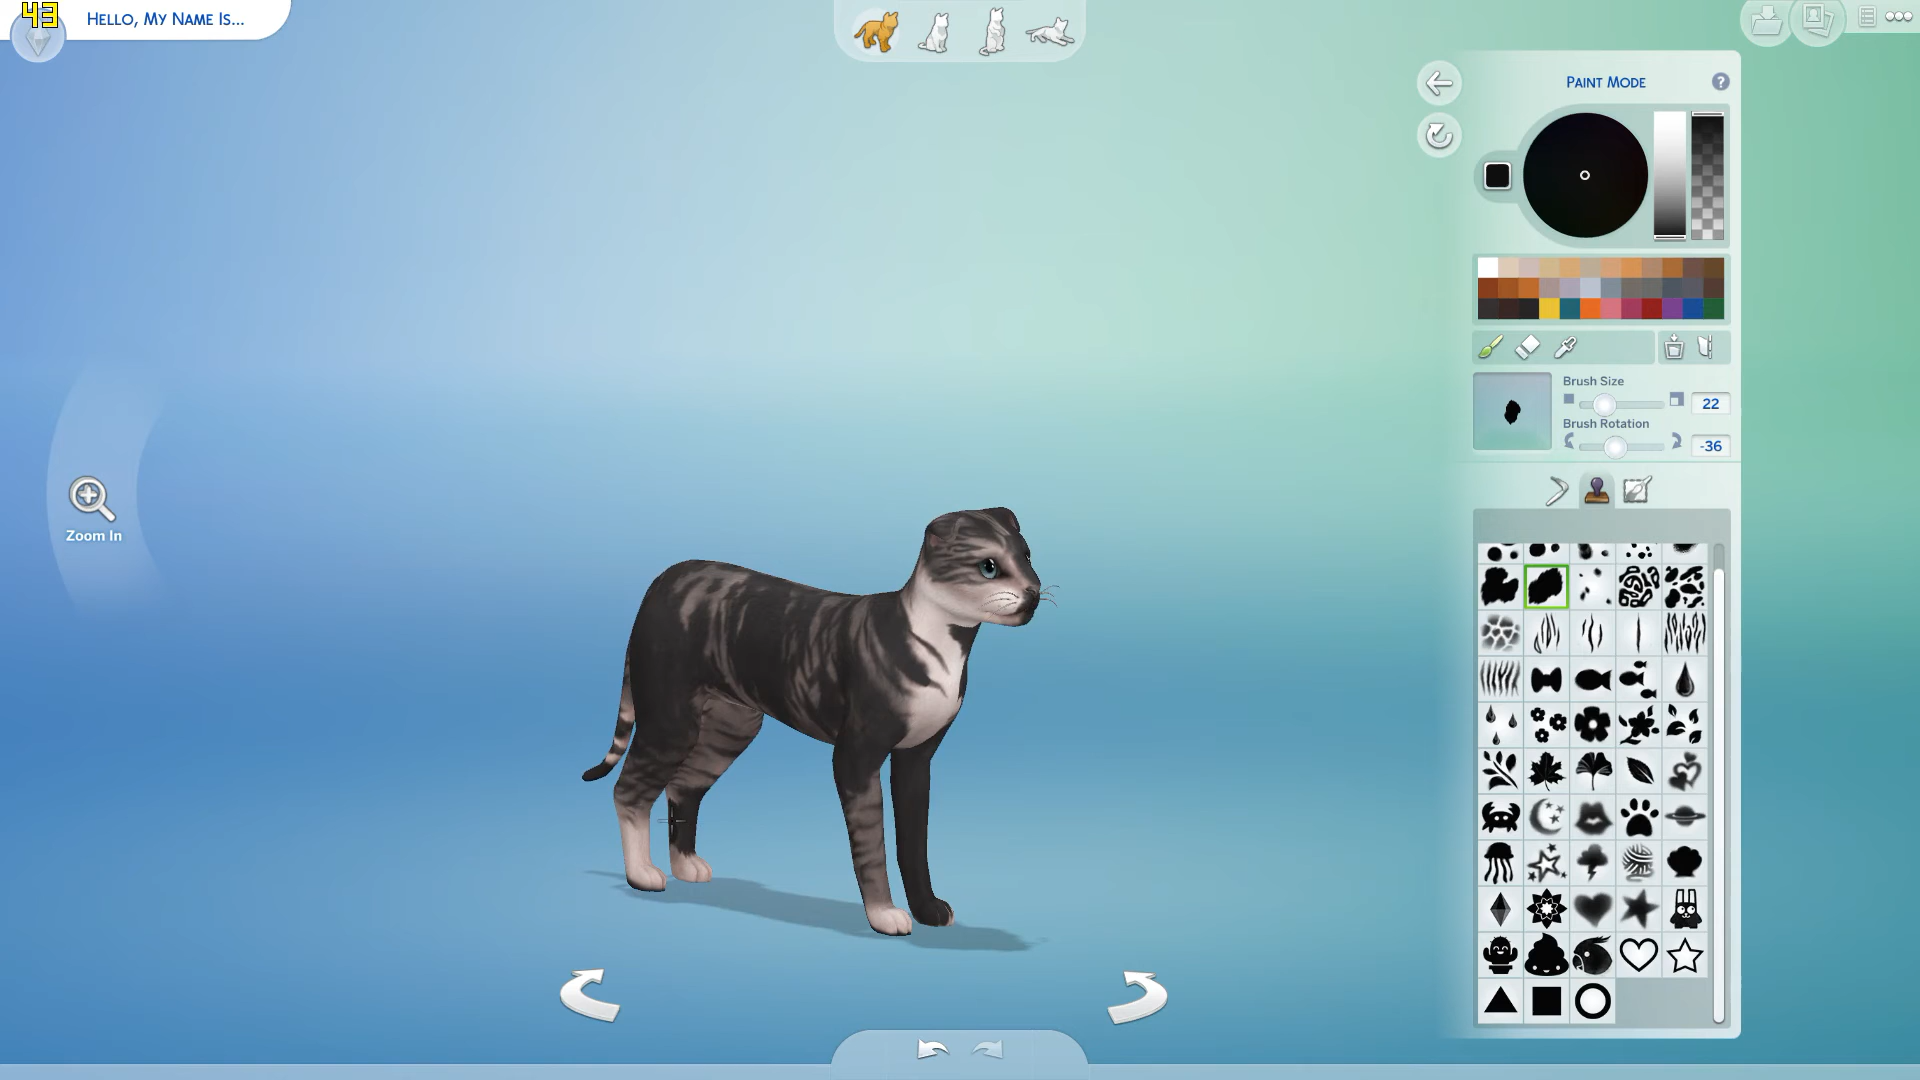 43
Hello, My Name Is...
Paint Mode
?
Brush Size
22
Brush Rotation
-36
Zoom In